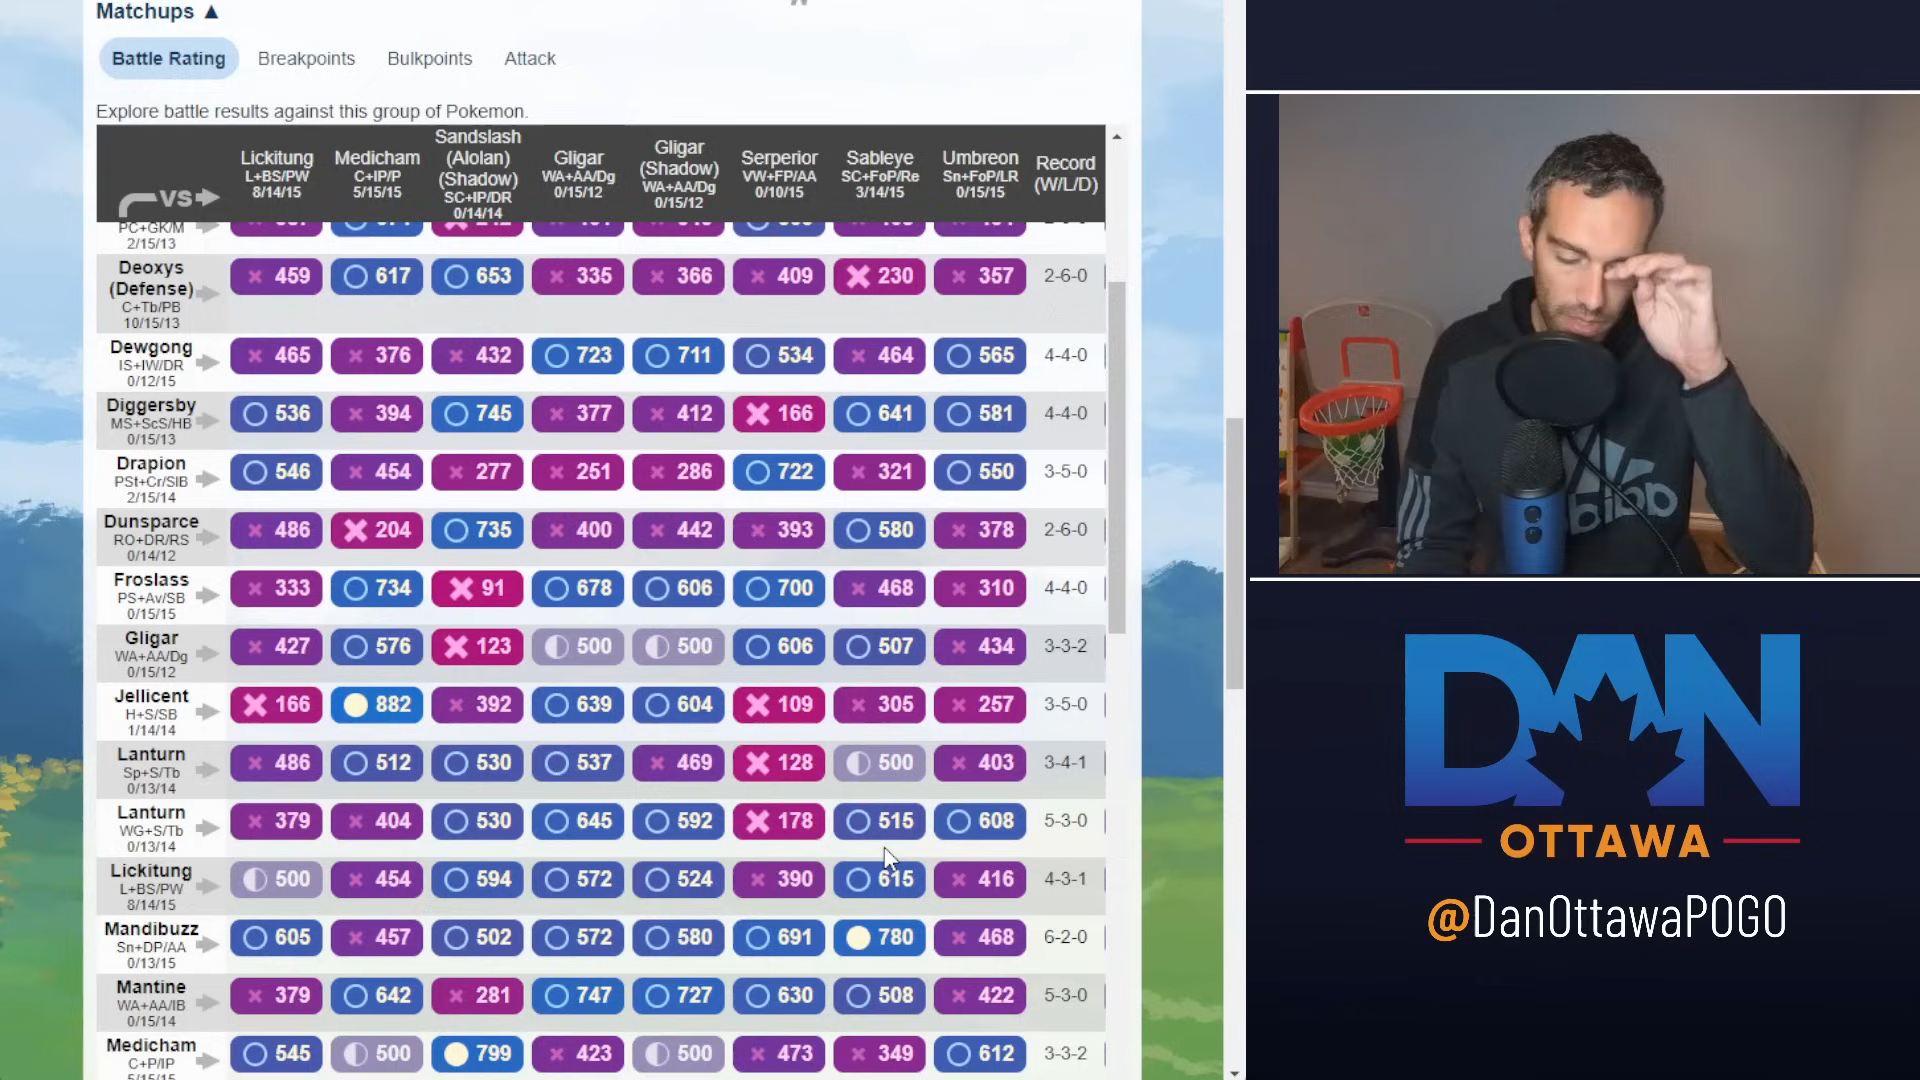 Matchups ▲
Battle Rating Breakpoints Bulkpoints Attack
Explore battle results against this group of Pokemon.
VS
Lickitung
L+BS/PW
8/14/15
Medicham
C+IP/P
5/15/15
Sandslash
(Alolan)
(Shadow)
SC+IP/DR
0/14/14
Gligar
WA+AA/Dg
0/15/12
Gligar
(Shadow)
WA+AA/Dg
0/15/12
Serperior
VW+FP/AA
0/10/15
Sableye
SC+FoP/Re
3/14/15
Umbreon
Sn+FoP/LR
0/15/15
Record
(W/L/D)
PC+GK/M
2/15/13
Deoxys
(Defense)
C+Tb/PB
10/15/13
459 617 653 335 366 409 230 357 2-6-0
Dewgong
IS+IW/DR
0/12/15
465 376 432 723 711 534 464 565 4-4-0
Diggersby
MS+ScS/HB
0/15/13
536 394 745 377 412 166 641 581 4-4-0
Drapion
PSt+Cr/SlB
2/15/14
546 454 277 251 286 722 321 550 3-5-0
Dunsparce
RO+DR/RS
0/14/12
486 204 735 400 442 393 580 378 2-6-0
Froslass
PS+Av/SB
0/15/15
333 734 91 678 606 700 468 310 4-4-0
Gligar
WA+AA/Dg
0/15/12
427 576 123 500 500 606 507 434 3-3-2
Jellicent
H+S/SB
1/14/14
166 882 392 639 604 109 305 257 3-5-0
Lanturn
Sp+S/Tb
0/13/14
486 512 530 537 469 128 500 403 3-4-1
Lanturn
WG+S/Tb
0/13/14
379 404 530 645 592 178 515 608 5-3-0
Lickitung
L+BS/PW
8/14/15
500 454 594 572 524 390 615 416 4-3-1
Mandibuzz
Sn+DP/AA
0/13/15
605 457 502 572 580 691 780 468 6-2-0
Mantine
WA+AA/IB
0/15/14
379 642 281 747 727 630 508 422 5-3-0
Medicham
C+P/IP
5/15/15
545 500 799 423 500 473 349 612 3-3-2
DAN
OTTAWA
@DanOttawaPOGO